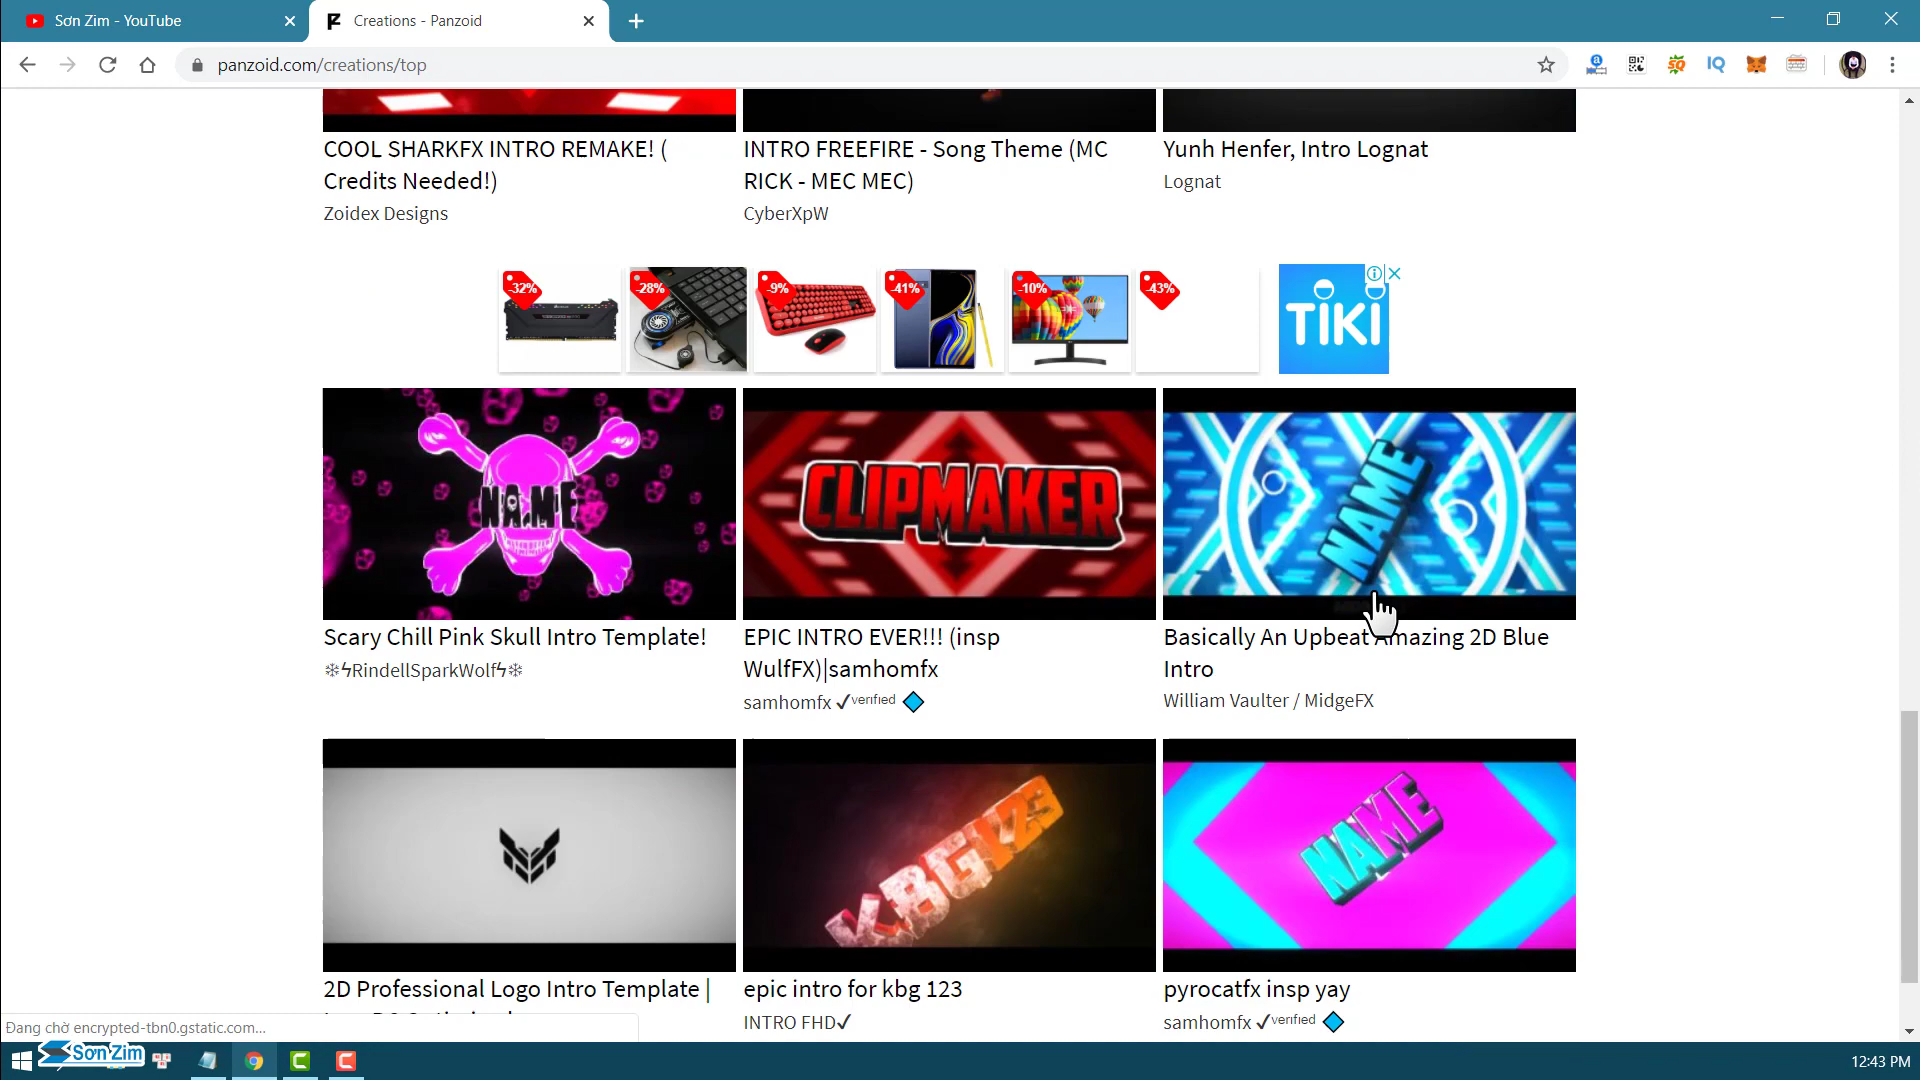 Sơn Zim - YouTube
Creations - Panzoid
panzoid.com/creations/top
COOL SHARKFX INTRO REMAKE! (
Credits Needed!)
Zoidex Designs
INTRO FREEFIRE - Song Theme (MC
RICK - MEC MEC)
CyberXpW
Yunh Henfer, Intro Lognat
Lognat
-32%
-28%
-9%
-41%
-10%
-43%
TIKI
NAME
CLIPMAKER
NAME
Scary Chill Pink Skull Intro Template!
❄ϟRindellSparkWolfϟ❄
EPIC INTRO EVER!!! (insp
WulfFX)|samhomfx
samhomfx ✓verified
Basically An Upbeat Amazing 2D Blue
Intro
William Vaulter / MidgeFX
KBG123
NAME
2D Professional Logo Intro Template |
epic intro for kbg 123
INTRO FHD✓
pyrocatfx insp yay
samhomfx ✓verified
Đang chờ encrypted-tbn0.gstatic.com...
Sơn Zim
12:43 PM